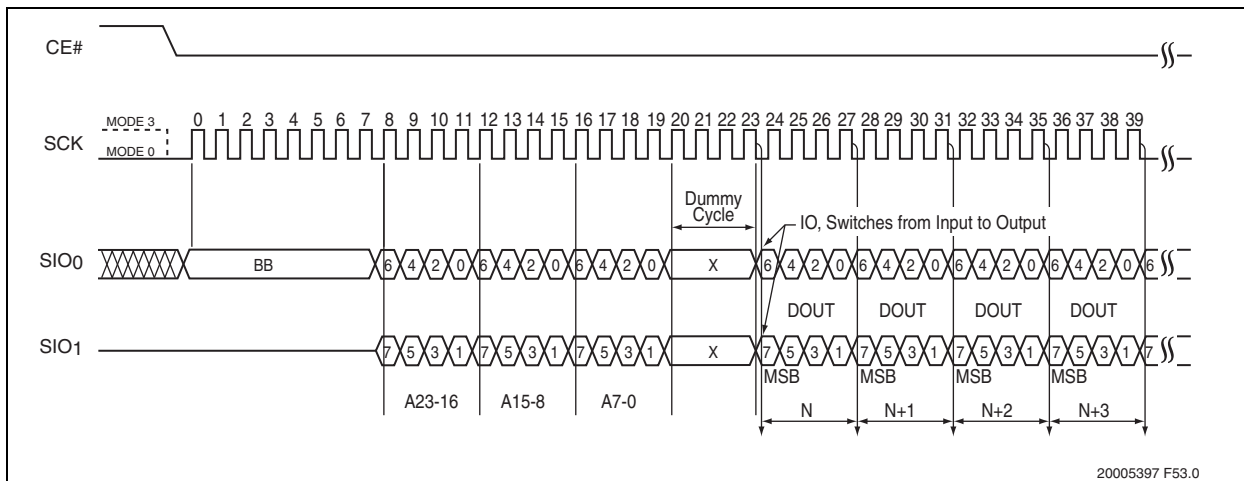 CE#
MODE 3
0 1 2 3 4 5 6 7 8 9 10 11 12 13 14 15 16 17 18 19 20 21 22 23 24 25 26 27 28 29 30 31 32 33 34 35 36 37 38 39
SCK
MODE 0
Dummy
Cycle
IO, Switches from Input to Output
SIO0
BB 6 4 2 0 6 4 2 0 6 4 2 0 X 6 4 2 0 6 4 2 0 6 4 2 0 6 4 2 0 6
DOUT DOUT DOUT DOUT
SIO1
7 5 3 1 7 5 3 1 7 5 3 1 X 7 5 3 1 7 5 3 1 7 5 3 1 7 5 3 1 7
MSB MSB MSB MSB
A23-16 A15-8 A7-0
N N+1 N+2 N+3
20005397 F53.0